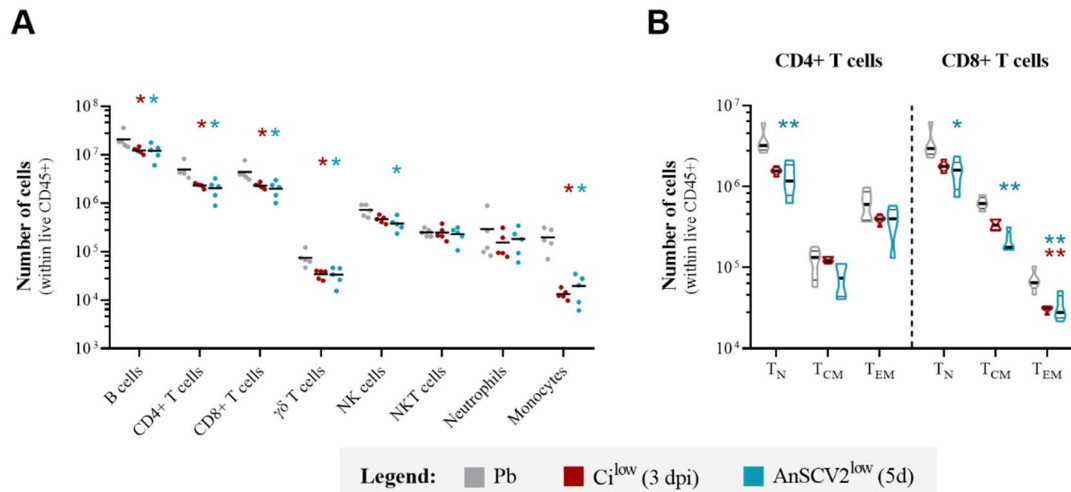 A
Number of cells
(within live CD45+)
10^8
10^7
10^6
10^5
10^4
10^3
* *
* *
* *
* *
*
* *
B cells
CD4+ T cells
CD8+ T cells
γδ T cells
NK cells
NKT cells
Neutrophils
Monocytes
B
CD4+ T cells CD8+ T cells
Number of cells
(within live CD45+)
10^7
10^6
10^5
10^4
**
*
**
**
**
T_N T_CM T_EM T_N T_CM T_EM
Legend: Pb Ci^low (3 dpi) AnSCV2^low (5d)